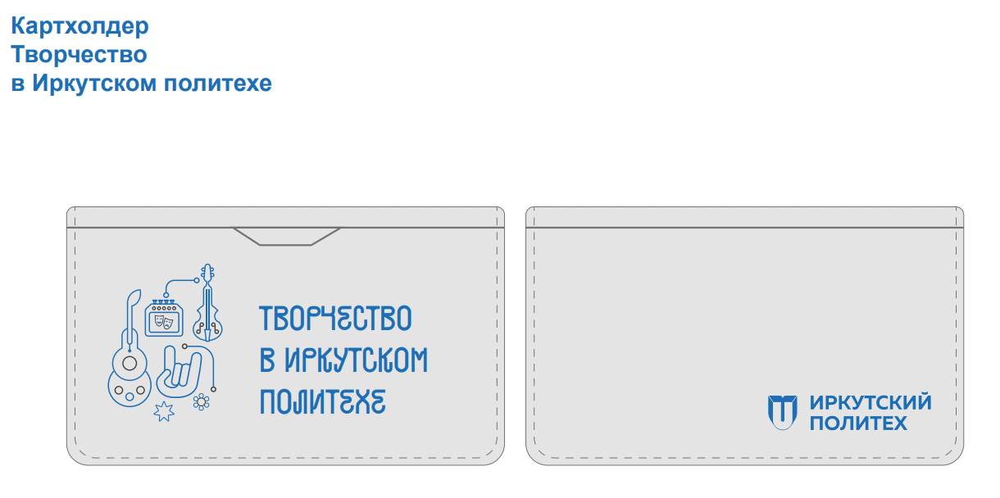 Картхолдер
Творчество
в Иркутском политехе
ТВОРЧЕСТВО
В ИРКУТСКОМ
ПОЛИТЕХЕ
ИРКУТСКИЙ
ПОЛИТЕХ